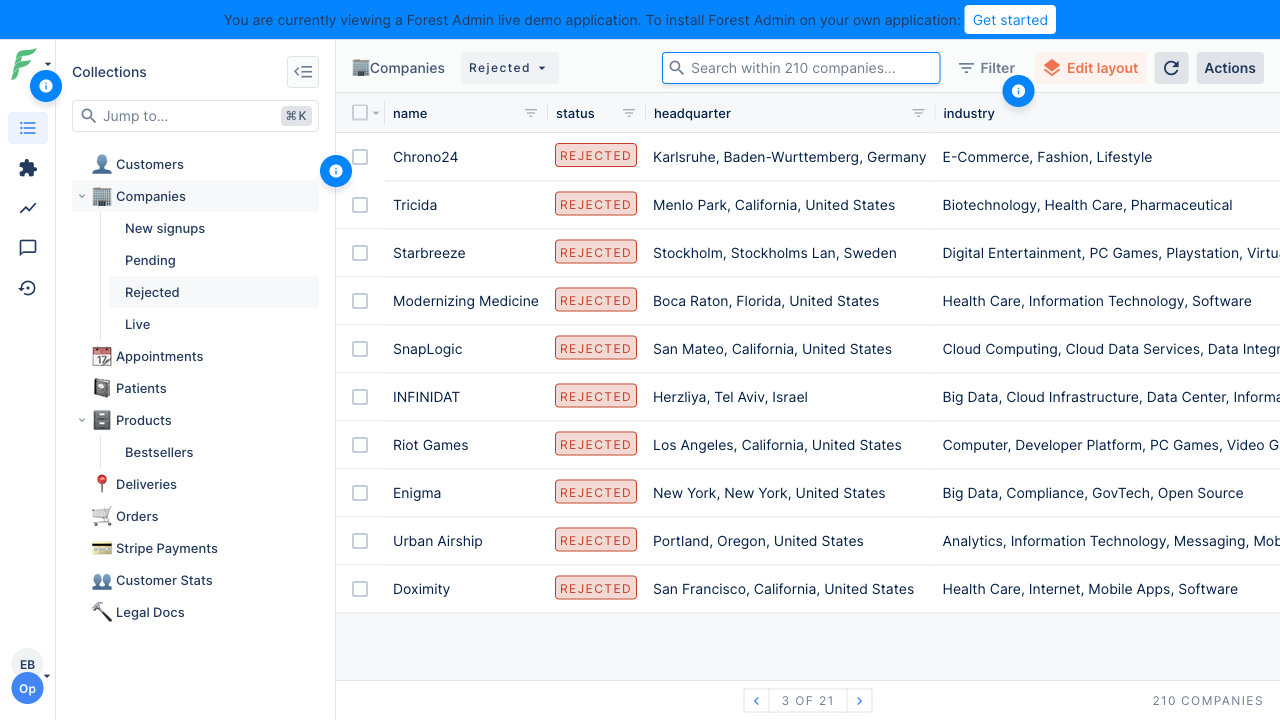 You are currently viewing a Forest Admin live demo application. To install Forest Admin on your own application: Get started
Collections
Jump to... ⌘K
Customers
Companies
New signups
Pending
Rejected
Live
Appointments
Patients
Products
Bestsellers
Deliveries
Orders
Stripe Payments
Customer Stats
Legal Docs
EB
Op
Companies Rejected Search within 210 companies... Filter Edit layout Actions
name status headquarter industry
Chrono24 REJECTED Karlsruhe, Baden-Wurttemberg, Germany E-Commerce, Fashion, Lifestyle
Tricida REJECTED Menlo Park, California, United States Biotechnology, Health Care, Pharmaceutical
Starbreeze REJECTED Stockholm, Stockholms Lan, Sweden Digital Entertainment, PC Games, Playstation, Virtu
Modernizing Medicine REJECTED Boca Raton, Florida, United States Health Care, Information Technology, Software
SnapLogic REJECTED San Mateo, California, United States Cloud Computing, Cloud Data Services, Data Integr
INFINIDAT REJECTED Herzliya, Tel Aviv, Israel Big Data, Cloud Infrastructure, Data Center, Informa
Riot Games REJECTED Los Angeles, California, United States Computer, Developer Platform, PC Games, Video G
Enigma REJECTED New York, New York, United States Big Data, Compliance, GovTech, Open Source
Urban Airship REJECTED Portland, Oregon, United States Analytics, Information Technology, Messaging, Mob
Doximity REJECTED San Francisco, California, United States Health Care, Internet, Mobile Apps, Software
3 OF 21
210 COMPANIES